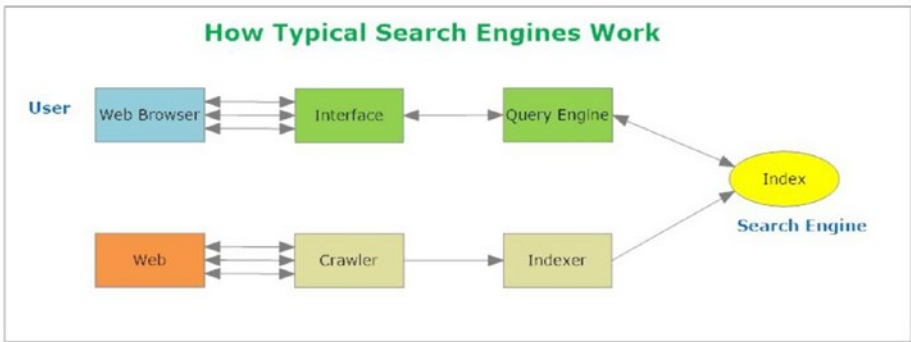 How Typical Search Engines Work
User
Web Browser
Interface
Query Engine
Index
Search Engine
Web
Crawler
Indexer